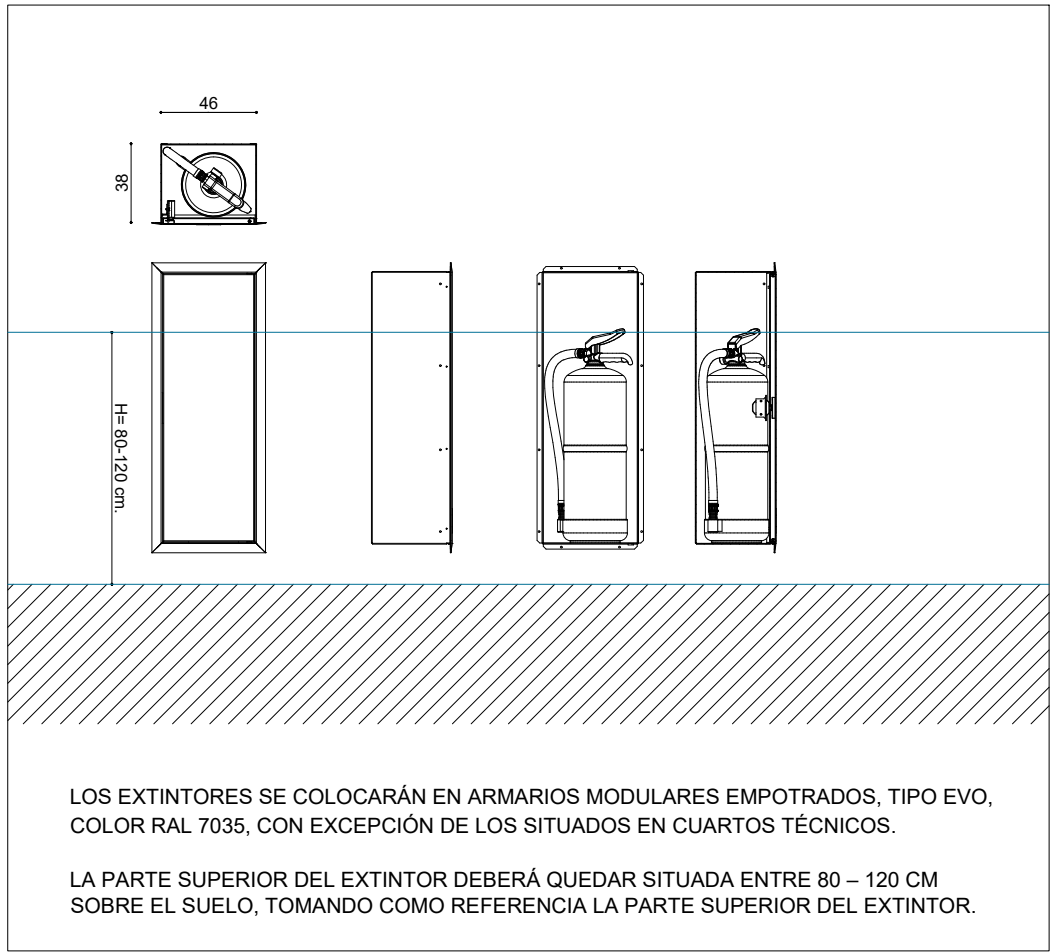 46
38
H= 80-120 cm.
LOS EXTINTORES SE COLOCARÁN EN ARMARIOS MODULARES EMPOTRADOS, TIPO EVO,
COLOR RAL 7035, CON EXCEPCIÓN DE LOS SITUADOS EN CUARTOS TÉCNICOS.
LA PARTE SUPERIOR DEL EXTINTOR DEBERÁ QUEDAR SITUADA ENTRE 80 – 120 CM
SOBRE EL SUELO, TOMANDO COMO REFERENCIA LA PARTE SUPERIOR DEL EXTINTOR.